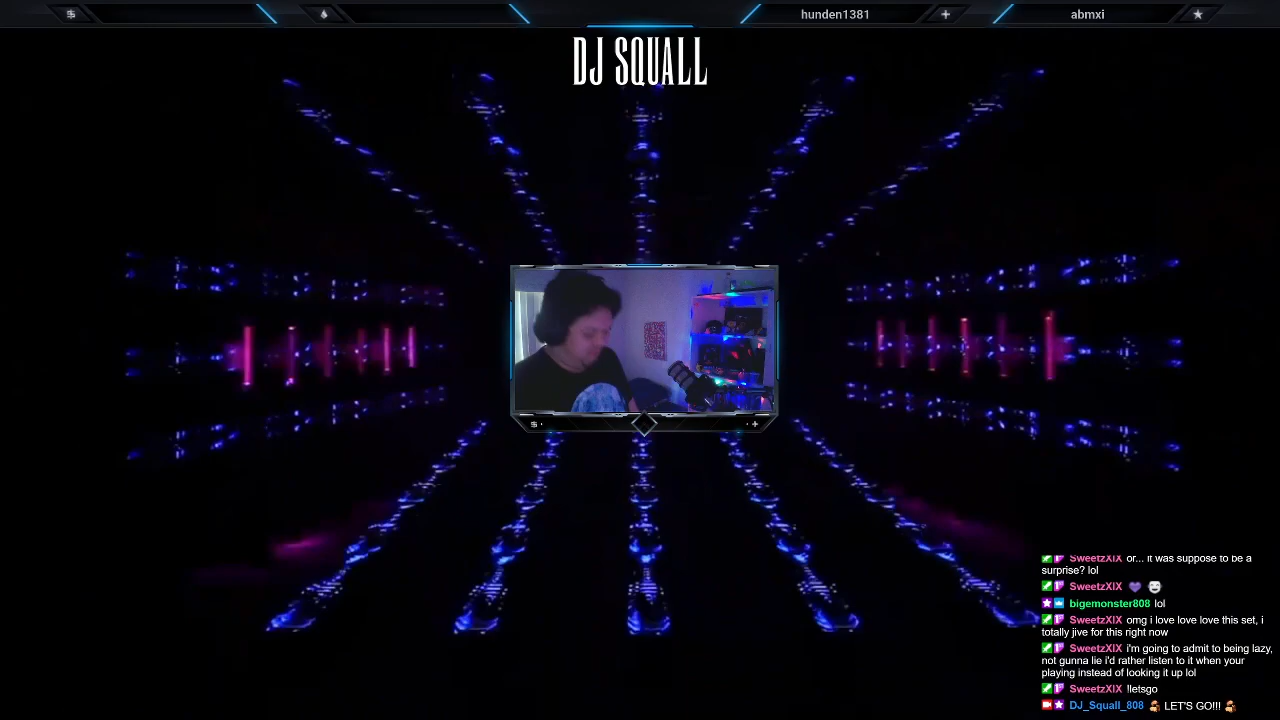 hunden1381
abmxi
DJ SQUALL
SweetzXIX or... it was suppose to be a
surprise? lol
SweetzXIX
bigemonster808 lol
SweetzXIX omg i love love love this set, i
totally jive for this right now
SweetzXIX i'm going to admit to being lazy,
not gunna lie i'd rather listen to it when your
playing instead of looking it up lol
SweetzXIX !letsgo
DJ_Squall_808 LET'S GO!!!